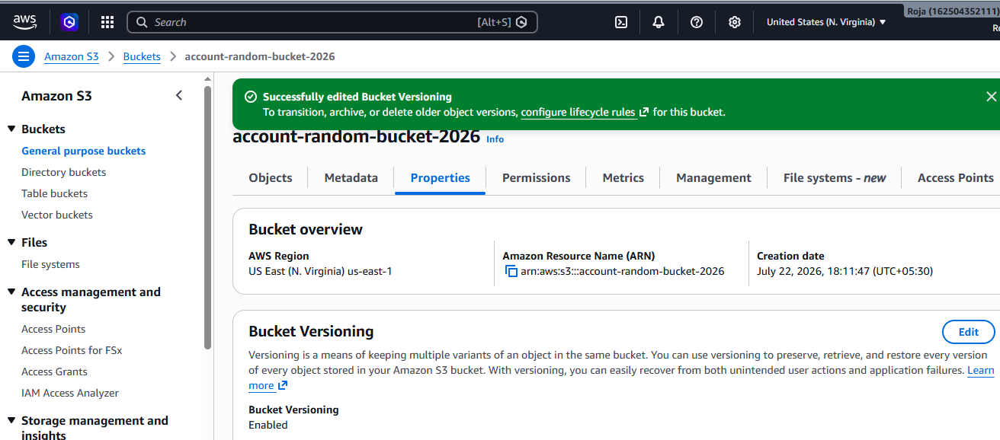 aws
Search
[Alt+S]
United States (N. Virginia)
Roja (162504352111)
Amazon S3
Buckets
account-random-bucket-2026
Amazon S3
Buckets
General purpose buckets
Directory buckets
Table buckets
Vector buckets
Files
File systems
Access management and
security
Access Points
Access Points for FSx
Access Grants
IAM Access Analyzer
Storage management and
insights
Successfully edited Bucket Versioning
To transition, archive, or delete older object versions, configure lifecycle rules for this bucket.
account-random-bucket-2026 Info
Objects
Metadata
Properties
Permissions
Metrics
Management
File systems - new
Access Points
Bucket overview
AWS Region
US East (N. Virginia) us-east-1
Amazon Resource Name (ARN)
arn:aws:s3:::account-random-bucket-2026
Creation date
July 22, 2026, 18:11:47 (UTC+05:30)
Bucket Versioning
Edit
Versioning is a means of keeping multiple variants of an object in the same bucket. You can use versioning to preserve, retrieve, and restore every version
of every object stored in your Amazon S3 bucket. With versioning, you can easily recover from both unintended user actions and application failures. Learn
more
Bucket Versioning
Enabled